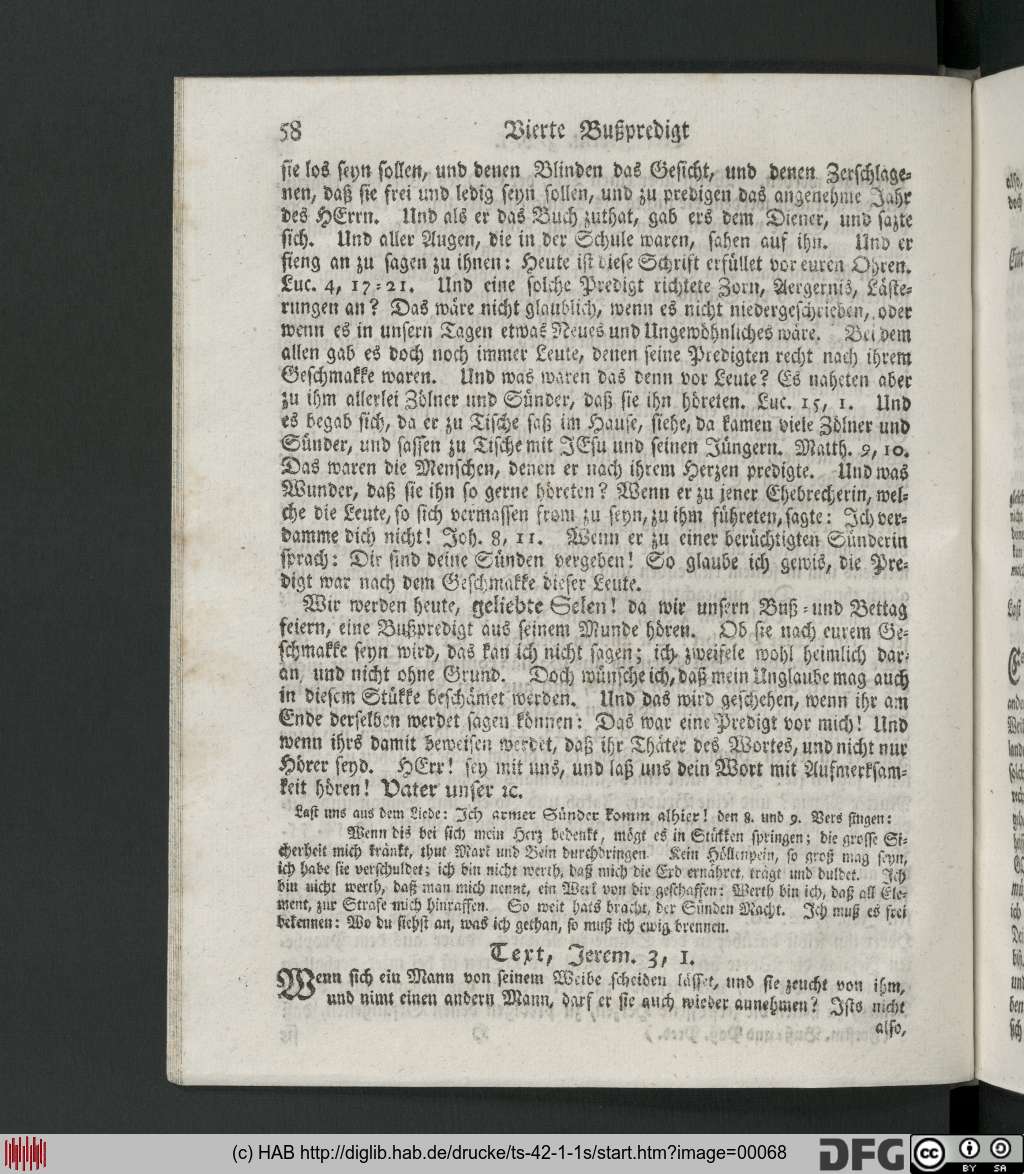 58 Vierte Bußpredigt
sie los seyn sollen, und denen Blinden das Gesicht, und denen Zerschlage-
nen, daß sie frei und ledig seyn sollen, und zu predigen das angenehme Jahr
des HErrn. Und als er das Buch zuthat, gab ers dem Diener, und sazte
sich. Und aller Augen, die in der Schule waren, sahen auf ihn. Und er
fieng an zu sagen zu ihnen: Heute ist diese Schrift erfüllet vor euren Ohren.
Luc. 4, 17-21. Und eine solche Predigt richtete Zorn, Aergernis, Läste-
rungen an? Das wäre nicht glaublich, wenn es nicht niedergeschrieben, oder
wenn es in unsern Tagen etwas Neues und Ungewöhnliches wäre. Bei dem
allen gab es doch noch immer Leute, denen seine Predigten recht nach ihrem
Geschmakke waren. Und was waren das denn vor Leute? Es naheten aber
zu ihm allerlei Zölner und Sünder, daß sie ihn höreten. Luc. 15, 1. Und
es begab sich, da er zu Tische saß im Hause, siehe, da kamen viele Zölner und
Sünder, und sassen zu Tische mit JEsu und seinen Jüngern. Matth. 9, 10.
Das waren die Menschen, denen er nach ihrem Herzen predigte. Und was
Wunder, daß sie ihn so gerne höreten? Wenn er zu jener Ehebrecherin, wel-
che die Leute, so sich vermassen from zu seyn, zu ihm führeten, sagte: Ich ver-
damme dich nicht! Joh. 8, 11. Wenn er zu einer berüchtigten Sünderin
sprach: Dir sind deine Sünden vergeben! So glaube ich gewis, die Pre-
digt war nach dem Geschmakke dieser Leute.
Wir werden heute, geliebte Selen! da wir unsern Buß- und Bettag
feiern, eine Bußpredigt aus seinem Munde hören. Ob sie nach eurem Ge-
schmakke seyn wird, das kan ich nicht sagen; ich zweifele wohl heimlich dar-
an, und nicht ohne Grund. Doch wünsche ich, daß mein Unglaube mag auch
in diesem Stükke beschämet werden. Und das wird geschehen, wenn ihr am
Ende derselben werdet sagen können: Das war eine Predigt vor mich! Und
wenn ihrs damit beweisen werdet, daß ihr Thäter des Wortes, und nicht nur
Hörer seyd. HErr! sey mit uns, und laß uns dein Wort mit Aufmerksam-
keit hören! Vater unser ꝛc.
Last uns aus dem Liede: Ich armer Sünder komm alhier! den 8. und 9. Vers singen:
Wenn dis bei sich mein Herz bedenkt, mögt es in Stükken springen; die grosse Si-
cherheit mich kränkt, thut Mark und Bein durchdringen. Kein Höllenpein, so groß mag seyn,
ich habe sie verschuldet; ich bin nicht werth, daß mich die Erd ernähret, trägt und duldet. Ich
bin nicht werth, daß man mich nennt, ein Werk von dir geschaffen: Werth bin ich, daß all Ele-
ment, zur Strafe mich hinraffen. So weit hats bracht, der Sünden Macht. Ich muß es frei
bekennen: Wo du siehst an, was ich gethan, so muß ich ewig brennen.
Text, Jerem. 3, 1.
Wenn sich ein Mann von seinem Weibe scheiden lässet, und sie zeucht von ihm,
und nimt einen andern Mann, darf er sie auch wieder annehmen? Ists nicht
also,
(c) HAB http://diglib.hab.de/drucke/ts-42-1-1s/start.htm?image=00068
DFG cc BY SA